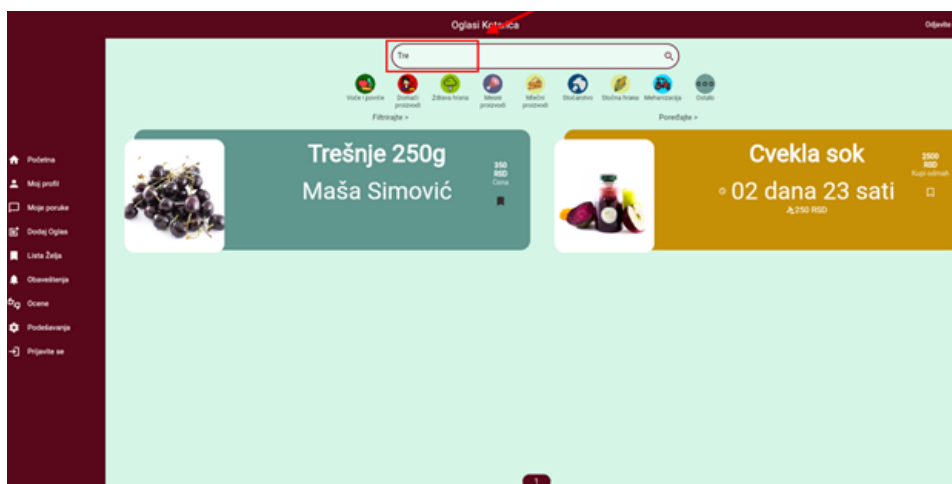 Oglasi Kotarica
Odjavite
Tre
Voće i povrće
Domaći
proizvodi
Zdrava hrana
Mesni
proizvodi
Mlečni
proizvodi
Stočarstvo
Stočna hrana
Mehanizacija
Ostalo
Filtrirajte >
Poređajte >
Početna
Moj profil
Moje poruke
Dodaj Oglas
Lista Želja
Obaveštenja
Ocene
Podešavanja
Prijavite se
Trešnje 250g
Maša Simović
350
RSD
Cena
Cvekla sok
02 dana 23 sati
250 RSD
2500
RSD
Kupi odmah
1